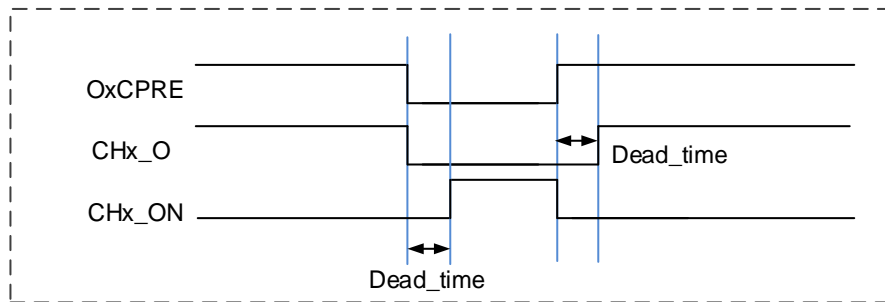 OxCPRE
CHx_O
Dead_time
CHx_ON
Dead_time